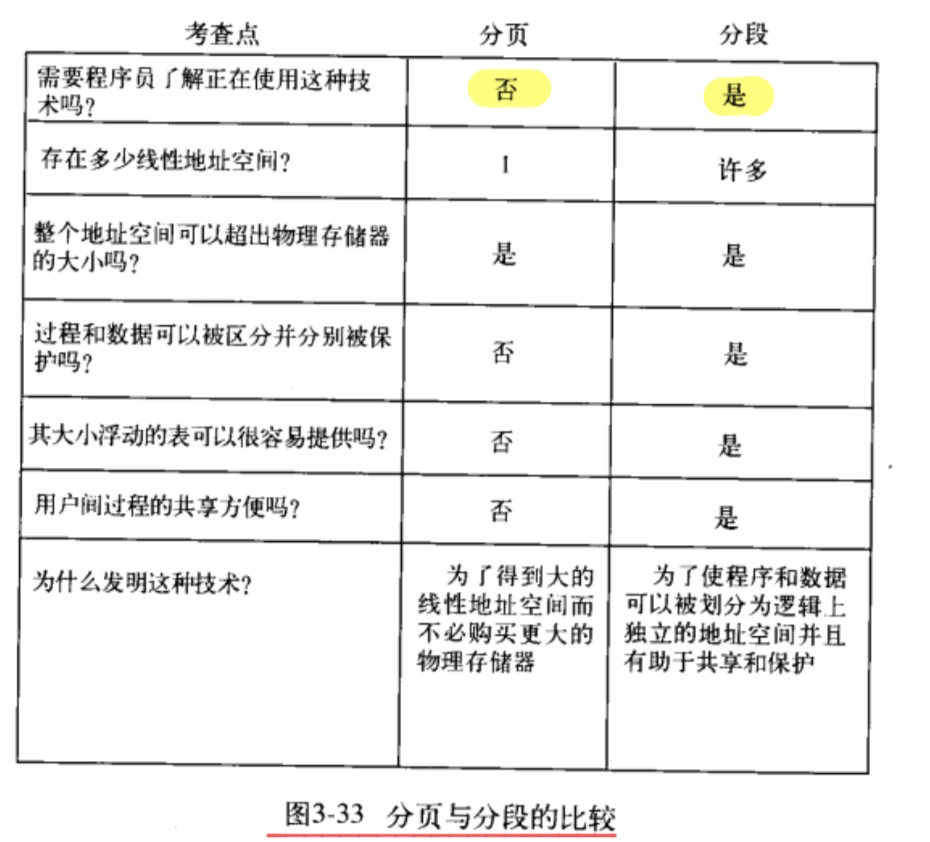 考查点 分页 分段
需要程序员了解正在使用这种技 否 是
术吗?
存在多少线性地址空间? 1 许多
整个地址空间可以超出物理存储器 是 是
的大小吗?
过程和数据可以被区分并分别被保 否 是
护吗?
其大小浮动的表可以很容易提供吗? 否 是
用户间过程的共享方便吗? 否 是
为什么发明这种技术? 为了得到大的 为了使程序和数据
线性地址空间而 可以被划分为逻辑上
不必购买更大的 独立的地址空间并且
物理存储器 有助于共享和保护
图3-33 分页与分段的比较